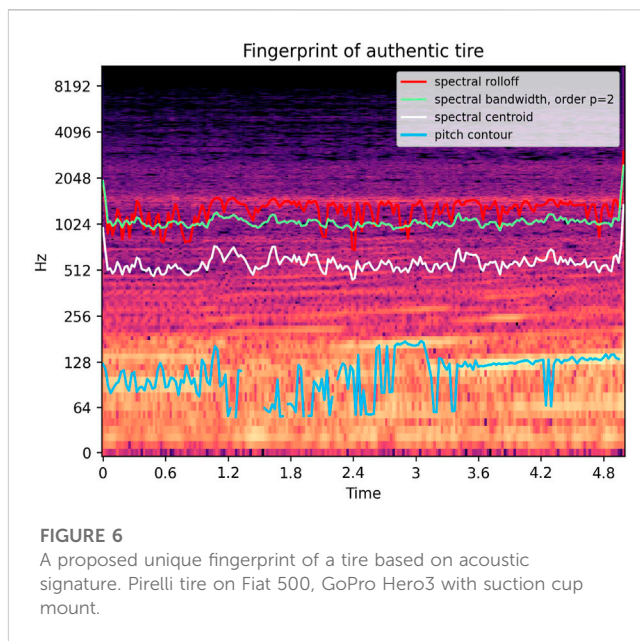 Fingerprint of authentic tire
8192
4096
2048
1024
512
256
128
64
0
Hz
spectral rolloff
spectral bandwidth, order p=2
spectral centroid
pitch contour
0 0.6 1.2 1.8 2.4 3 3.6 4.2 4.8
Time
FIGURE 6
A proposed unique fingerprint of a tire based on acoustic
signature. Pirelli tire on Fiat 500, GoPro Hero3 with suction cup
mount.